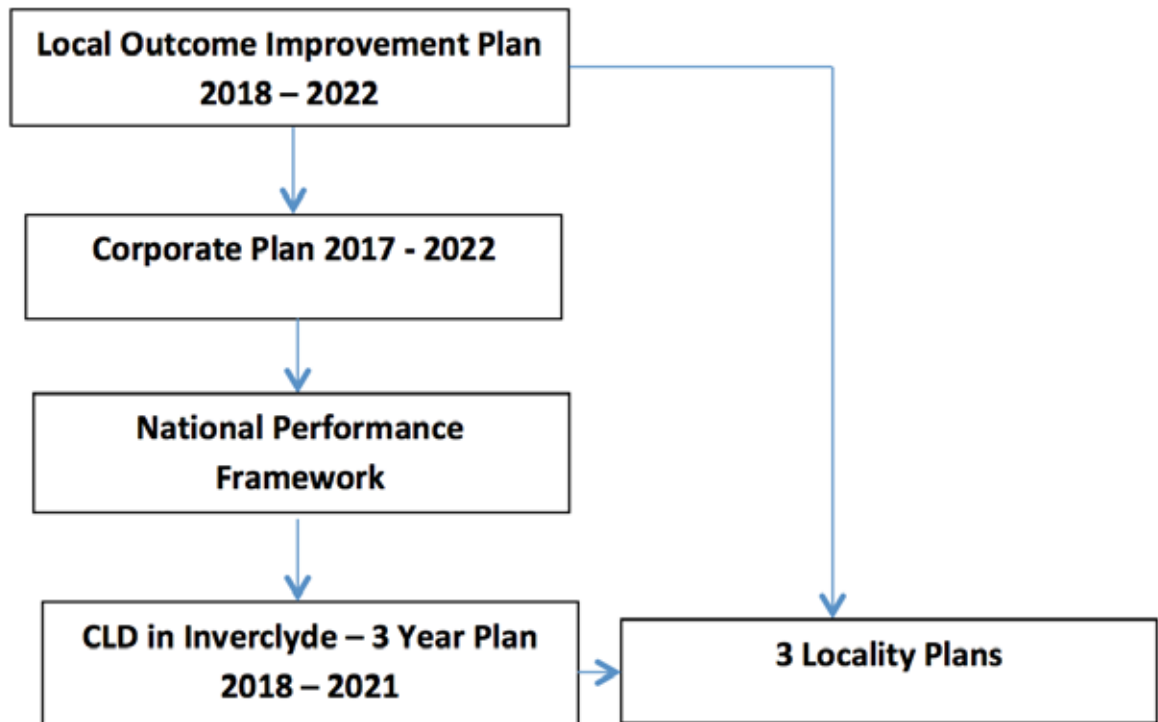 Local Outcome Improvement Plan
2018 – 2022
Corporate Plan 2017 - 2022
National Performance
Framework
CLD in Inverclyde – 3 Year Plan
2018 – 2021
3 Locality Plans